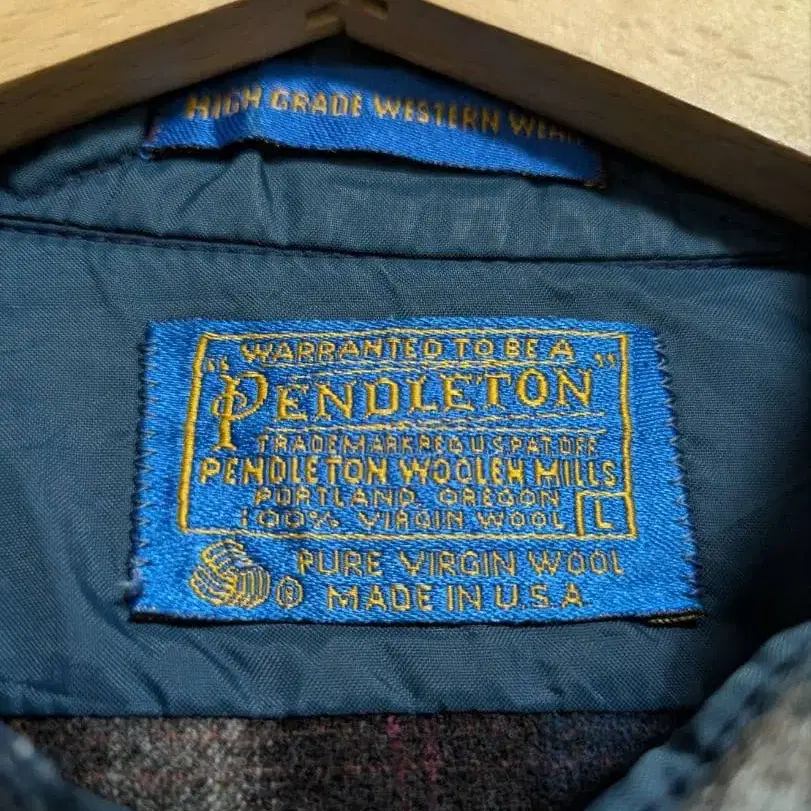 HIGH GRADE WESTERN WEAR
WARRANTED TO BE A
"PENDLETON"
TRADEMARK REG U.S. PAT. OFF.
PENDLETON WOOLEN MILLS
PORTLAND, OREGON
100% VIRGIN WOOL L
PURE VIRGIN WOOL
® MADE IN U.S.A.